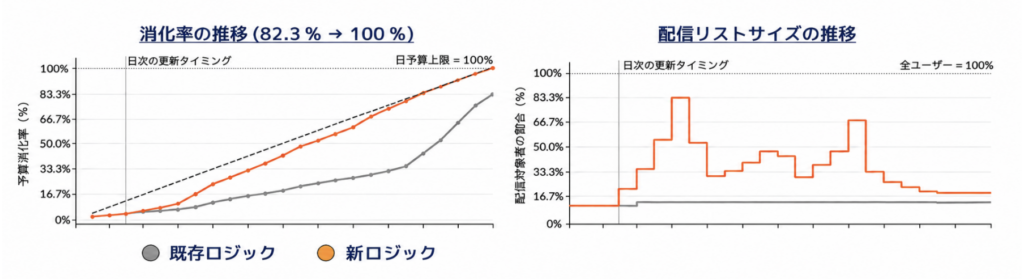 消化率の推移 (82.3 % → 100 %)
日次の更新タイミング
日予算上限 = 100%
予算消化率 (%)
100%
83.3%
66.7%
50.0%
33.3%
16.7%
0%
配信リストサイズの推移
日次の更新タイミング
全ユーザー = 100%
配信対象者の割合 (%)
100%
83.3%
66.7%
50.0%
33.3%
16.7%
0%
既存ロジック
新ロジック